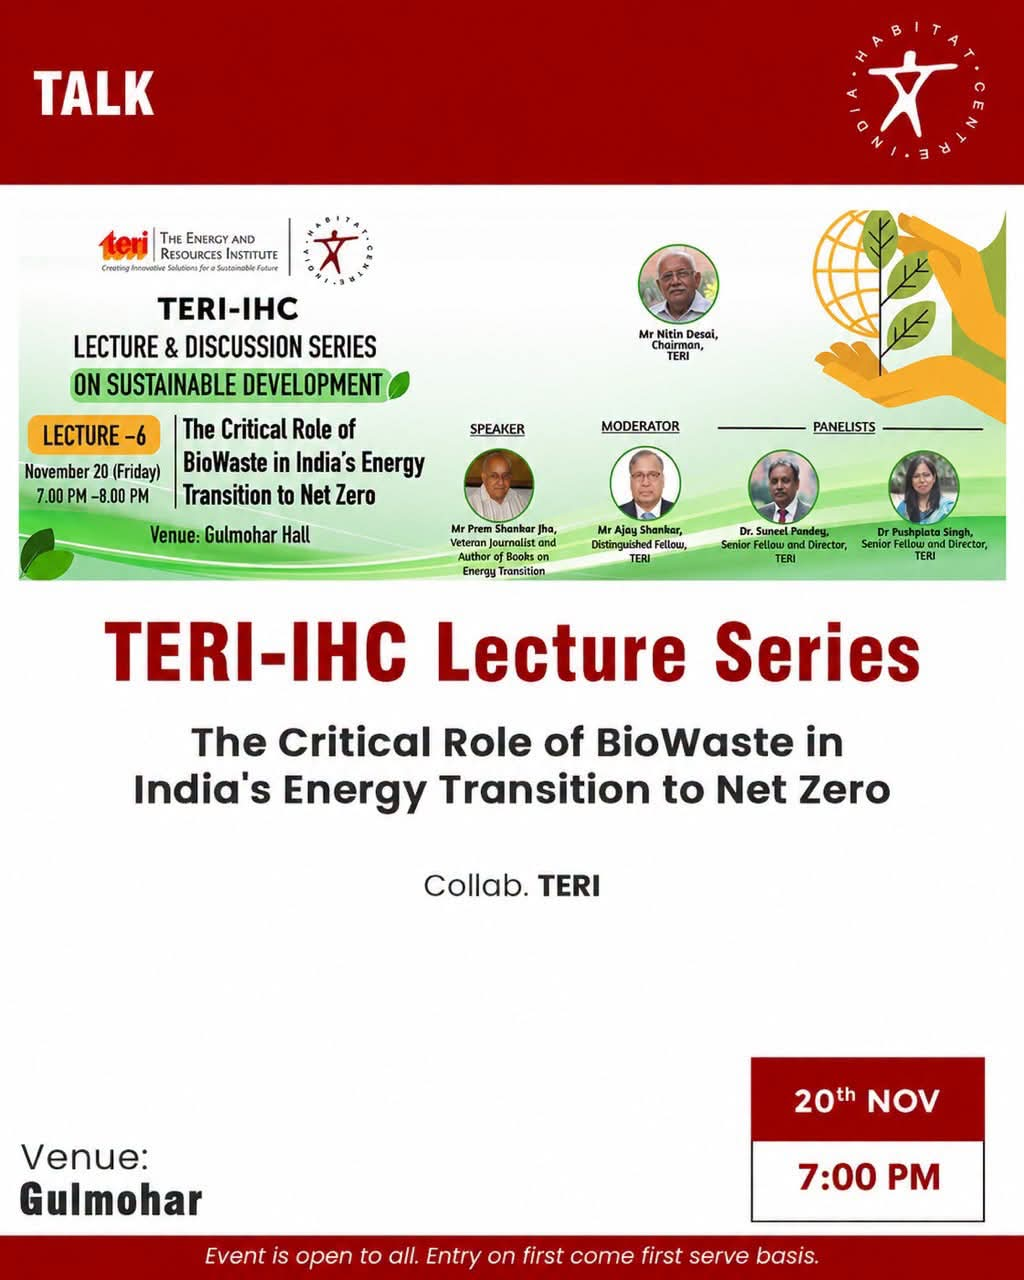 TALK
INDIA HABITAT CENTRE
teri
THE ENERGY AND
RESOURCES INSTITUTE
Creating Innovative Solutions for a Sustainable Future
INDIA HABITAT CENTRE
TERI-IHC
LECTURE & DISCUSSION SERIES
ON SUSTAINABLE DEVELOPMENT
LECTURE –6
November 20 (Friday)
7.00 PM –8.00 PM
The Critical Role of
BioWaste in India's Energy
Transition to Net Zero
Venue: Gulmohar Hall
Mr Nitin Desai,
Chairman,
TERI
SPEAKER
Mr Prem Shankar Jha,
Veteran Journalist and
Author of Books on
Energy Transition
MODERATOR
Mr Ajay Shankar,
Distinguished Fellow,
TERI
PANELISTS
Dr. Suneel Pandey,
Senior Fellow and Director,
TERI
Dr Pushplata Singh,
Senior Fellow and Director,
TERI
TERI-IHC Lecture Series
The Critical Role of BioWaste in
India's Energy Transition to Net Zero
Collab. TERI
20th NOV
7:00 PM
Venue:
Gulmohar
Event is open to all. Entry on first come first serve basis.